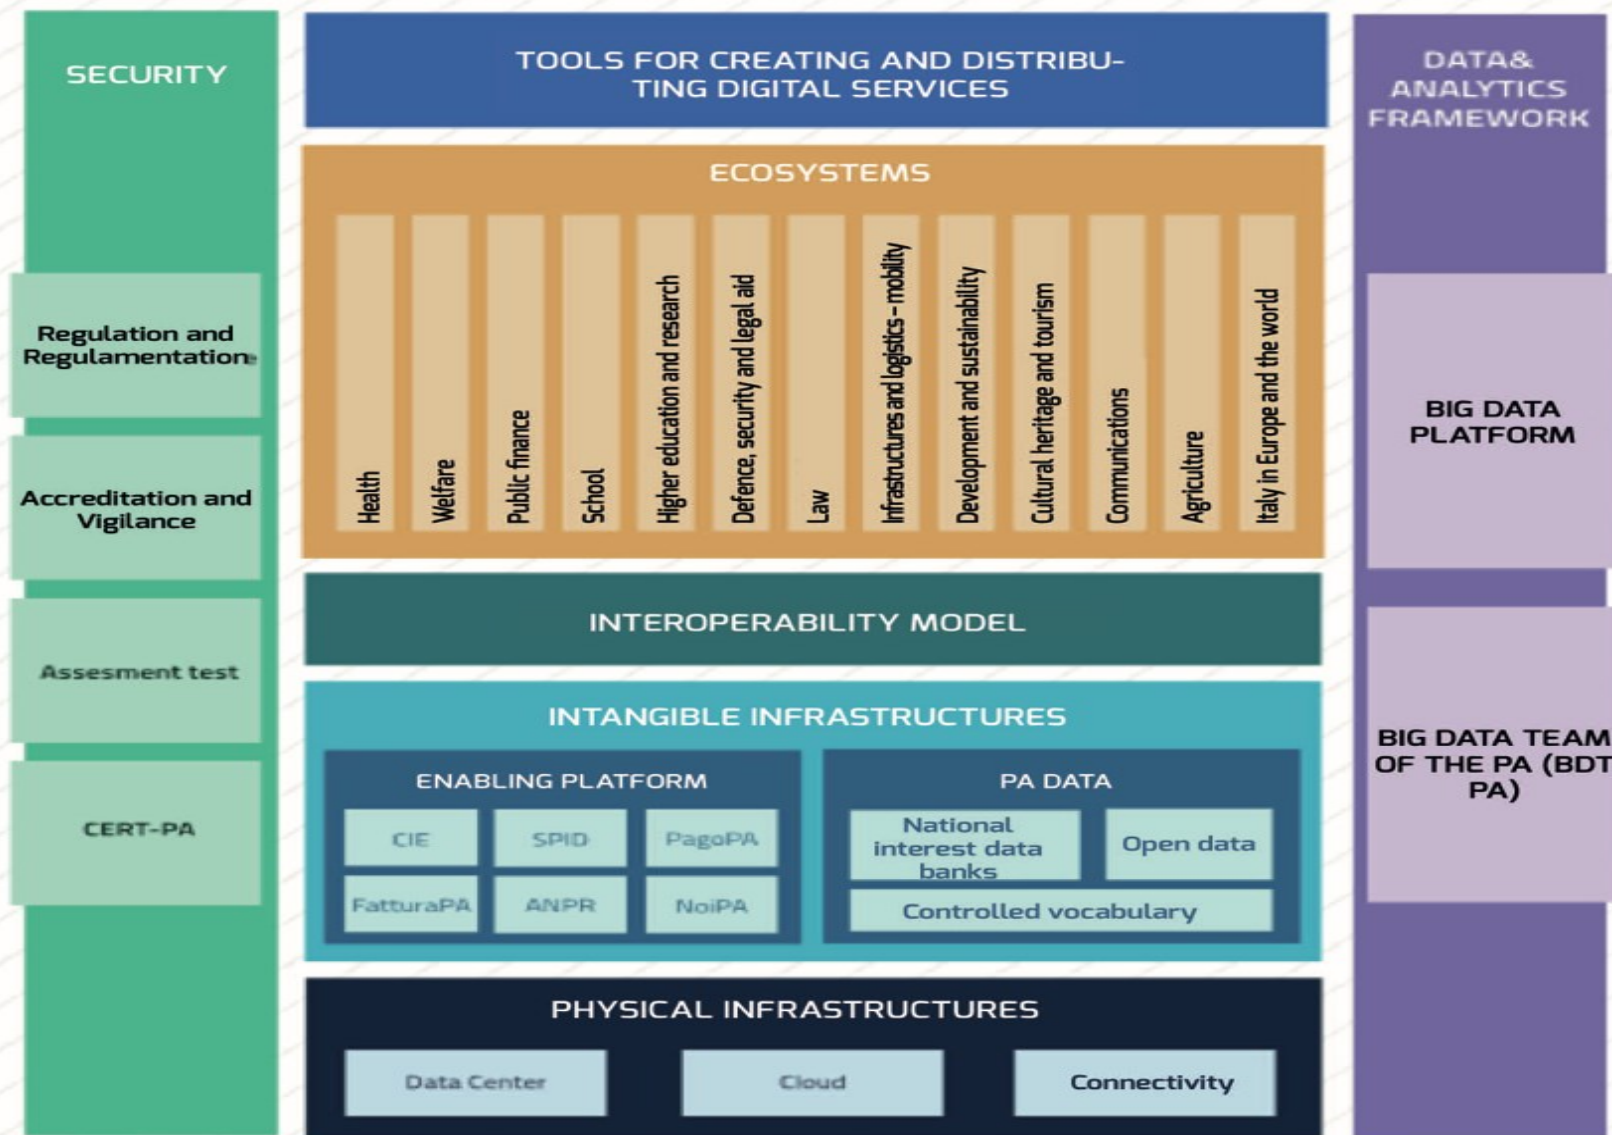 SECURITY
Regulation and
Regulamentation
Accreditation and
Vigilance
Assesment test
CERT-PA
TOOLS FOR CREATING AND DISTRIBU-
TING DIGITAL SERVICES
ECOSYSTEMS
Health
Welfare
Public finance
School
Higher education and research
Defence, security and legal aid
Law
Infrastructures and logistics – mobility
Development and sustainability
Cultural heritage and tourism
Communications
Agriculture
Italy in Europe and the world
INTEROPERABILITY MODEL
INTANGIBLE INFRASTRUCTURES
ENABLING PLATFORM
CIE
SPID
PagoPA
FatturaPA
ANPR
NoiPA
PA DATA
National
interest data
banks
Open data
Controlled vocabulary
PHYSICAL INFRASTRUCTURES
Data Center
Cloud
Connectivity
DATA&
ANALYTICS
FRAMEWORK
BIG DATA
PLATFORM
BIG DATA TEAM
OF THE PA (BDT
PA)